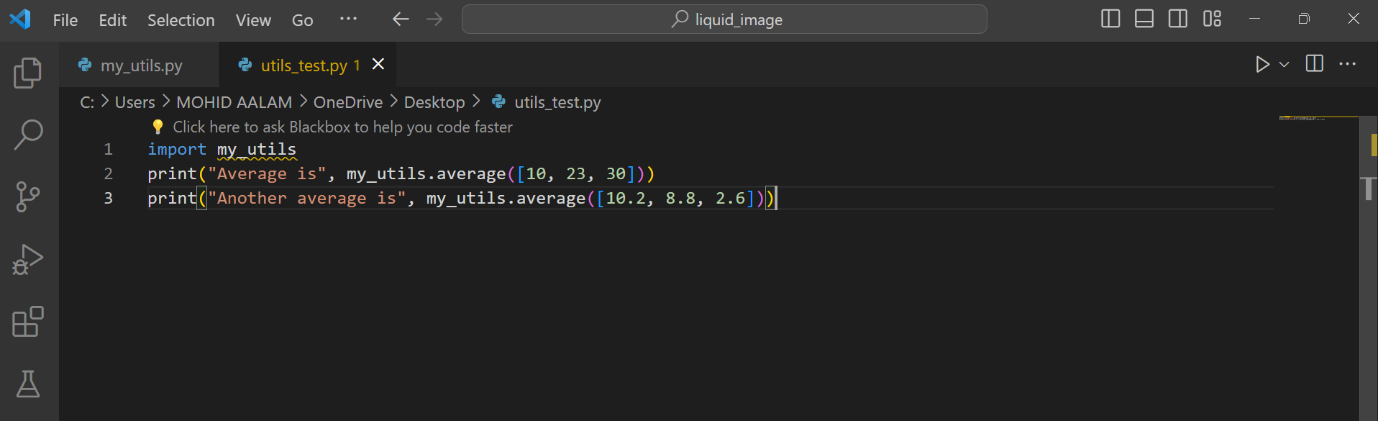 File Edit Selection View Go ··· liquid_image
my_utils.py utils_test.py 1
C: > Users > MOHID AALAM > OneDrive > Desktop > utils_test.py
Click here to ask Blackbox to help you code faster
1 import my_utils
2 print("Average is", my_utils.average([10, 23, 30]))
3 print("Another average is", my_utils.average([10.2, 8.8, 2.6]))